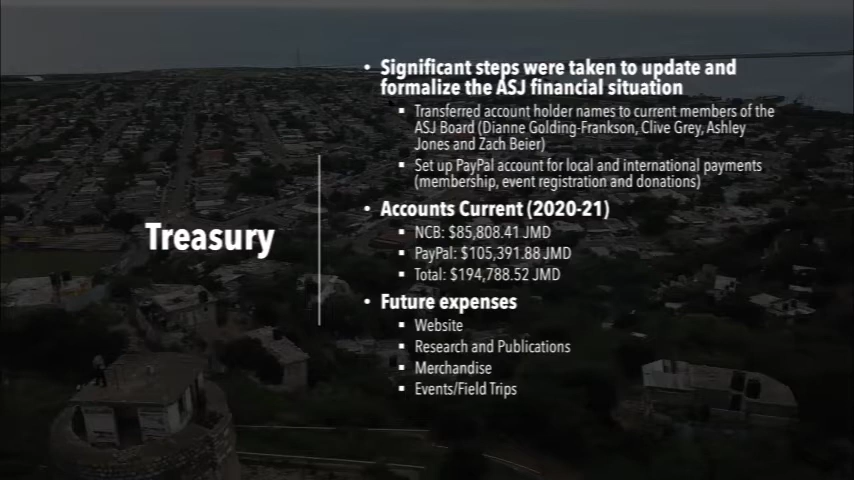 Treasury
• Significant steps were taken to update and
formalize the ASJ financial situation
▪ Transferred account holder names to current members of the
ASJ Board (Dianne Golding-Frankson, Clive Grey, Ashley
Jones and Zach Beier)
▪ Set up PayPal account for local and international payments
(membership, event registration and donations)
• Accounts Current (2020-21)
▪ NCB: $85,808.41 JMD
▪ PayPal: $105,391.88 JMD
▪ Total: $194,788.52 JMD
• Future expenses
▪ Website
▪ Research and Publications
▪ Merchandise
▪ Events/Field Trips